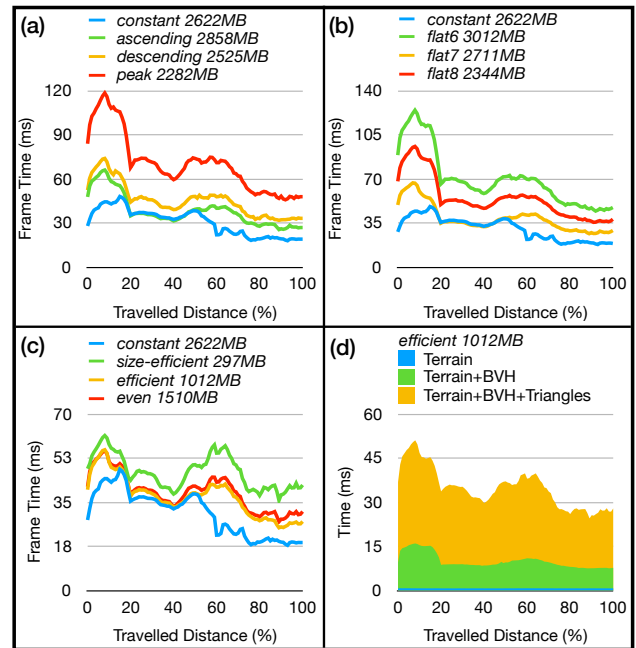 (a)
constant 2622MB
ascending 2858MB
descending 2525MB
peak 2282MB
120
90
60
30
0
Frame Time (ms)
0 20 40 60 80 100
Travelled Distance (%)
(b)
constant 2622MB
flat6 3012MB
flat7 2711MB
flat8 2344MB
140
105
70
35
0
Frame Time (ms)
0 20 40 60 80 100
Travelled Distance (%)
(c)
constant 2622MB
size-efficient 297MB
efficient 1012MB
even 1510MB
70
53
35
18
0
Frame Time (ms)
0 20 40 60 80 100
Travelled Distance (%)
(d)
efficient 1012MB
Terrain
Terrain+BVH
Terrain+BVH+Triangles
60
45
30
15
0
Time (ms)
0 20 40 60 80 100
Travelled Distance (%)